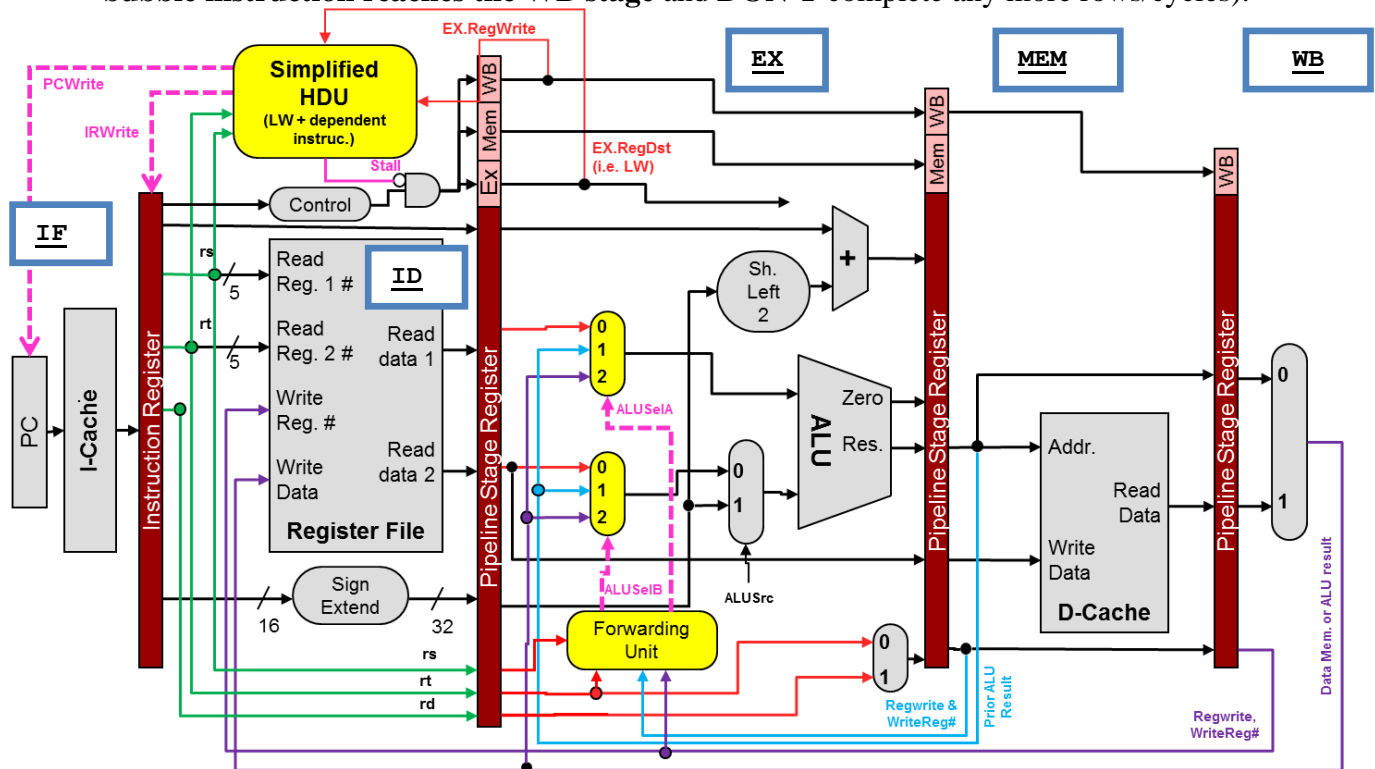 bubble instruction reaches the WB stage and DON'T complete any more rows/cycles).
EX.RegWrite
EX
MEM
WB
Simplified
HDU
(LW + dependent
instruc.)
PCWrite
IRWrite
Stall
WB
Mem
Ex
EX.RegDst
(i.e. LW)
WB
Mem
WB
Control
IF
ID
rs
5
rt
5
Read
Reg. 1 #
Read
Reg. 2 #
Write
Reg. #
Write
Data
Read
data 1
Read
data 2
Register File
PC
I-Cache
Instruction Register
Pipeline Stage Register
Sh.
Left
2
+
0
1
2
ALUSelA
0
1
2
ALUSelB
0
1
ALUSrc
ALU
Zero
Res.
Pipeline Stage Register
Addr.
Read
Data
Write
Data
D-Cache
Pipeline Stage Register
0
1
Data Mem. or ALU result
Sign
Extend
16
32
Forwarding
Unit
0
1
rs
rt
rd
Regwrite &
WriteReg#
Prior ALU
Result
Regwrite,
WriteReg#